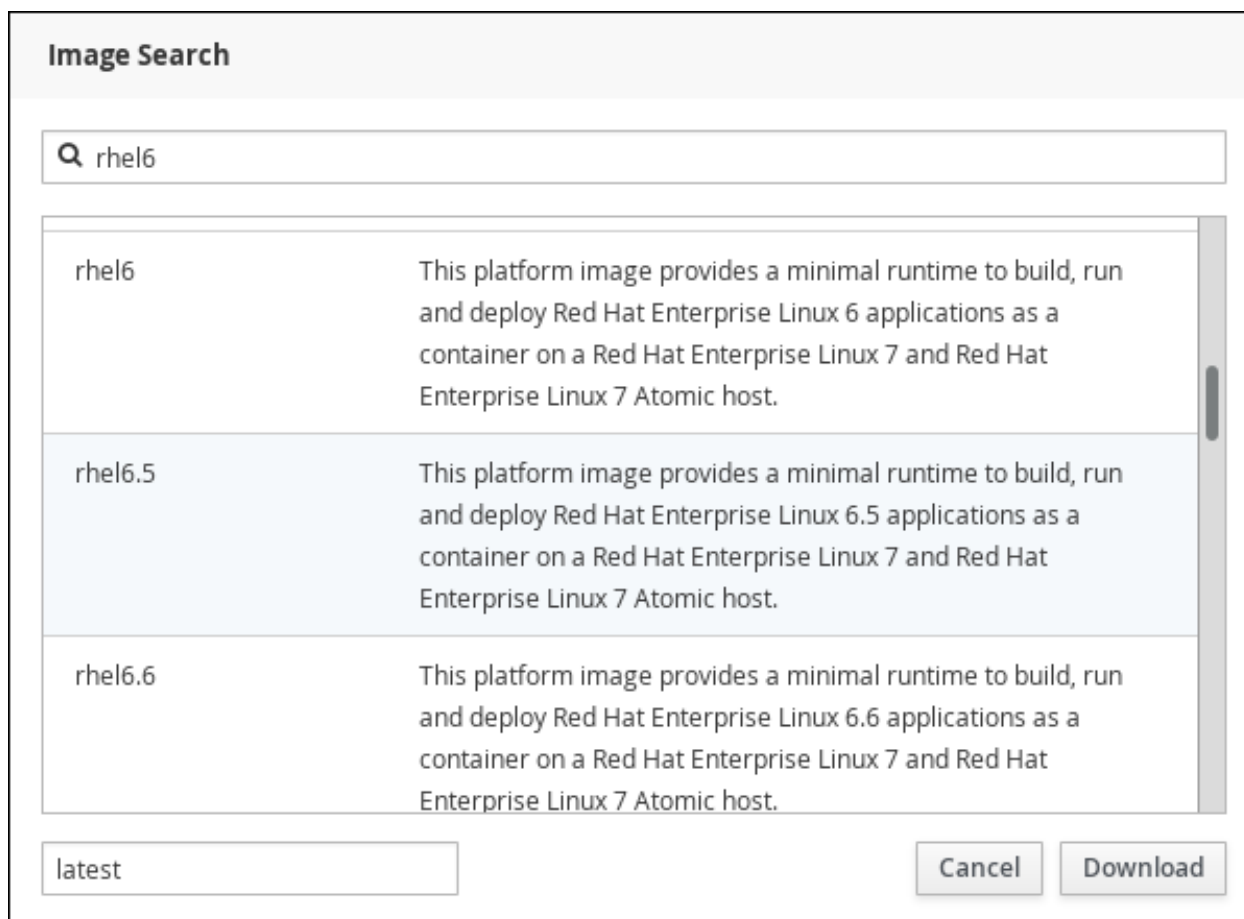 Image Search
rhel6
rhel6
This platform image provides a minimal runtime to build, run
and deploy Red Hat Enterprise Linux 6 applications as a
container on a Red Hat Enterprise Linux 7 and Red Hat
Enterprise Linux 7 Atomic host.
rhel6.5
This platform image provides a minimal runtime to build, run
and deploy Red Hat Enterprise Linux 6.5 applications as a
container on a Red Hat Enterprise Linux 7 and Red Hat
Enterprise Linux 7 Atomic host.
rhel6.6
This platform image provides a minimal runtime to build, run
and deploy Red Hat Enterprise Linux 6.6 applications as a
container on a Red Hat Enterprise Linux 7 and Red Hat
Enterprise Linux 7 Atomic host.
latest
Cancel
Download